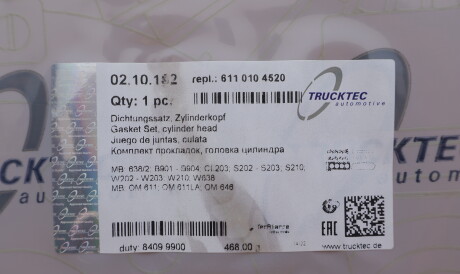 02.10.182 repl.: 611 010 4520
Qty: 1 pc.
TRUCKTEC
automotive
Dichtungssatz, Zylinderkopf
Gasket Set, cylinder head
Juego de juntas, culata
Комплект прокладок, головка цилиндра
MB: 638/2; B901 - B904; CL203; S202 - S203; S210;
W202 - W203; W210; W638
MB: OM 611; OM 611LA; OM 646
EAC
duty: 8409 9900 468.00
www.trucktec.de